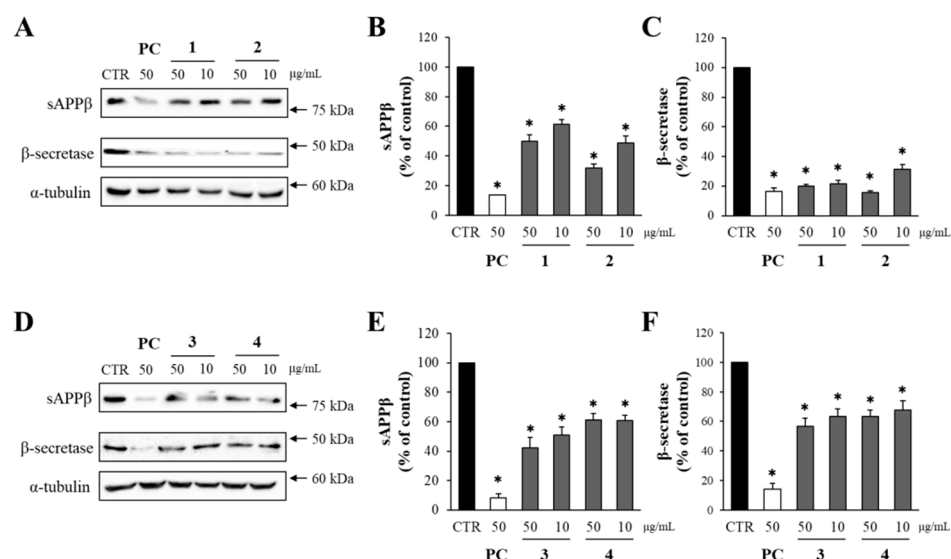 A
PC 1 2
CTR 50 50 10 50 10 μg/mL
sAPPβ
75 kDa
β-secretase
50 kDa
α-tubulin
60 kDa
B
sAPPβ
(% of control)
120
100
80
60
40
20
0
* * * * *
CTR 50 50 10 50 10 μg/mL
PC 1 2
C
β-secretase
(% of control)
120
100
80
60
40
20
0
* * * * *
CTR 50 50 10 50 10 μg/mL
PC 1 2
D
PC 3 4
CTR 50 50 10 50 10 μg/mL
sAPPβ
75 kDa
β-secretase
50 kDa
α-tubulin
60 kDa
E
sAPPβ
(% of control)
120
100
80
60
40
20
0
* * * * *
CTR 50 50 10 50 10 μg/mL
PC 3 4
F
β-secretase
(% of control)
120
100
80
60
40
20
0
* * * * *
CTR 50 50 10 50 10 μg/mL
PC 3 4